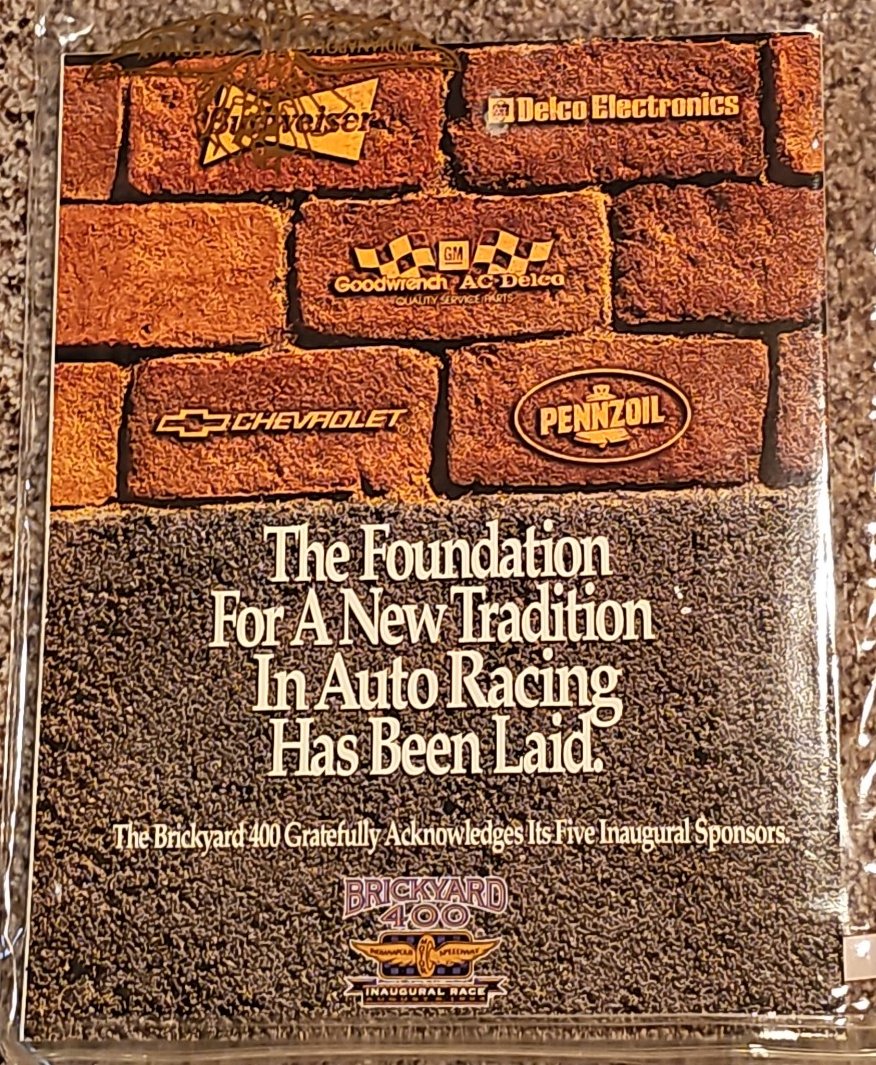 Budweiser
Delco Electronics
GM
Goodwrench AC Delco
QUALITY SERVICE PARTS
CHEVROLET
PENNZOIL
The Foundation
For A New Tradition
In Auto Racing
Has Been Laid.
The Brickyard 400 Gratefully Acknowledges Its Five Inaugural Sponsors.
BRICKYARD
400
INDIANAPOLIS SPEEDWAY
INAUGURAL RACE